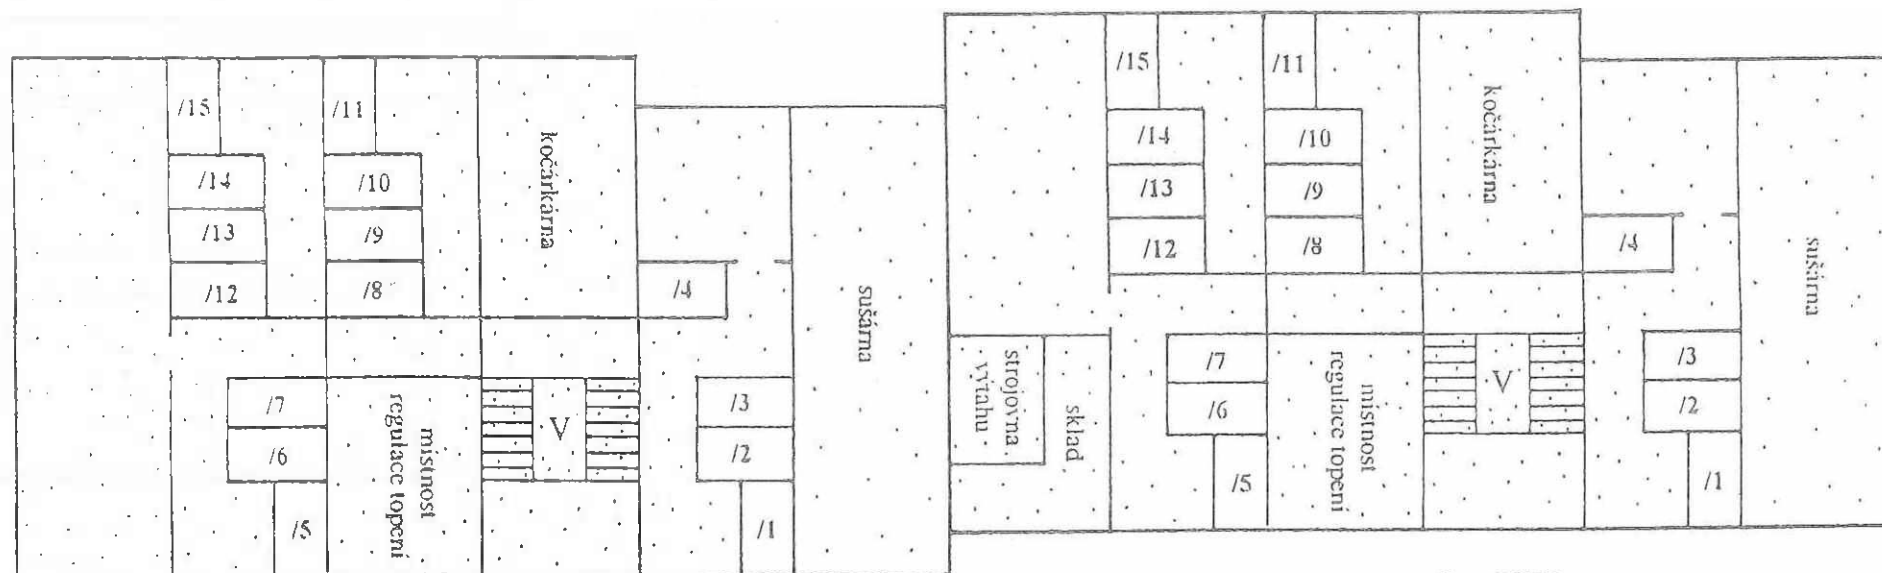 /15
/11
/14
/10
/13
/9
/12
/8
kočárkárna
/4
sušárna
/7
/6
/5
místnost
regulace topení
V
/3
/2
/1
/15
/11
/14
/10
/13
/9
/12
/8
kočárkárna
/4
sušárna
strojovna
výtahu
sklad
/7
/6
/5
místnost
regulace topení
V
/3
/2
/1